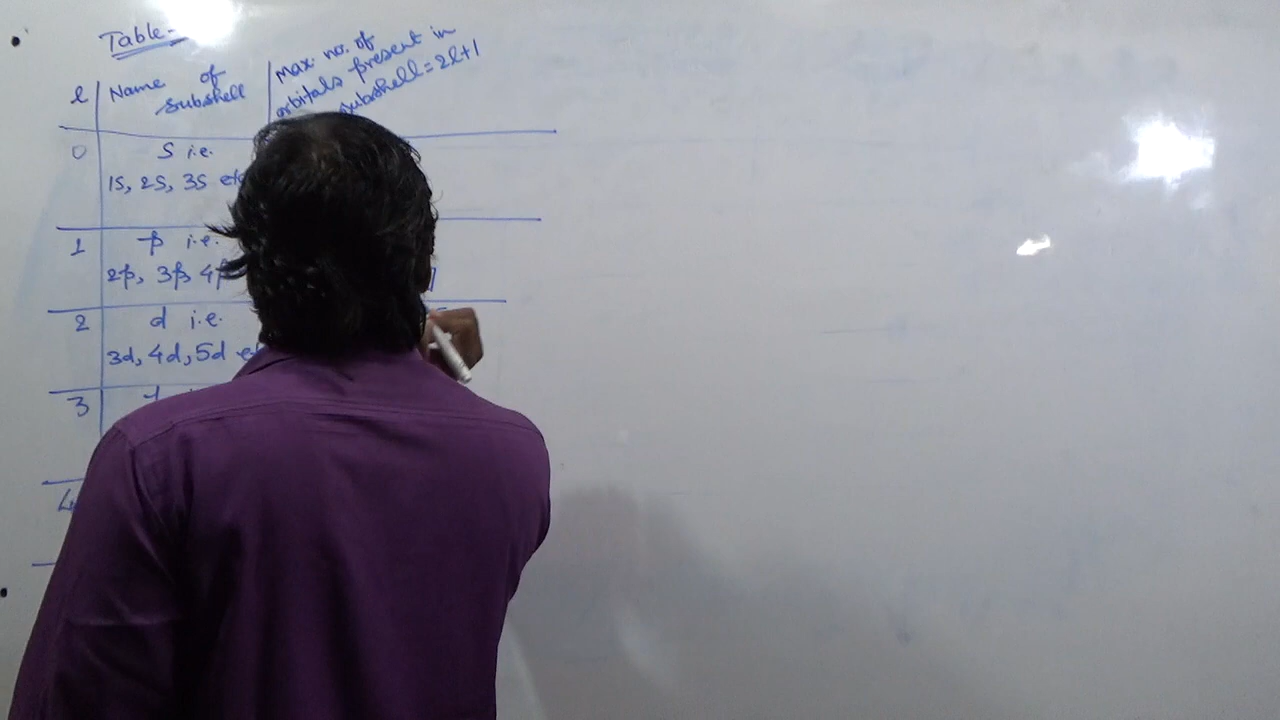 Table-
l Name of subshell Max. no. of orbitals present in subshell = 2l+1
0 S i.e.
1S, 2S, 3S etc
1 p i.e.
2p, 3p, 4p
2 d i.e.
3d, 4d, 5d
3
4